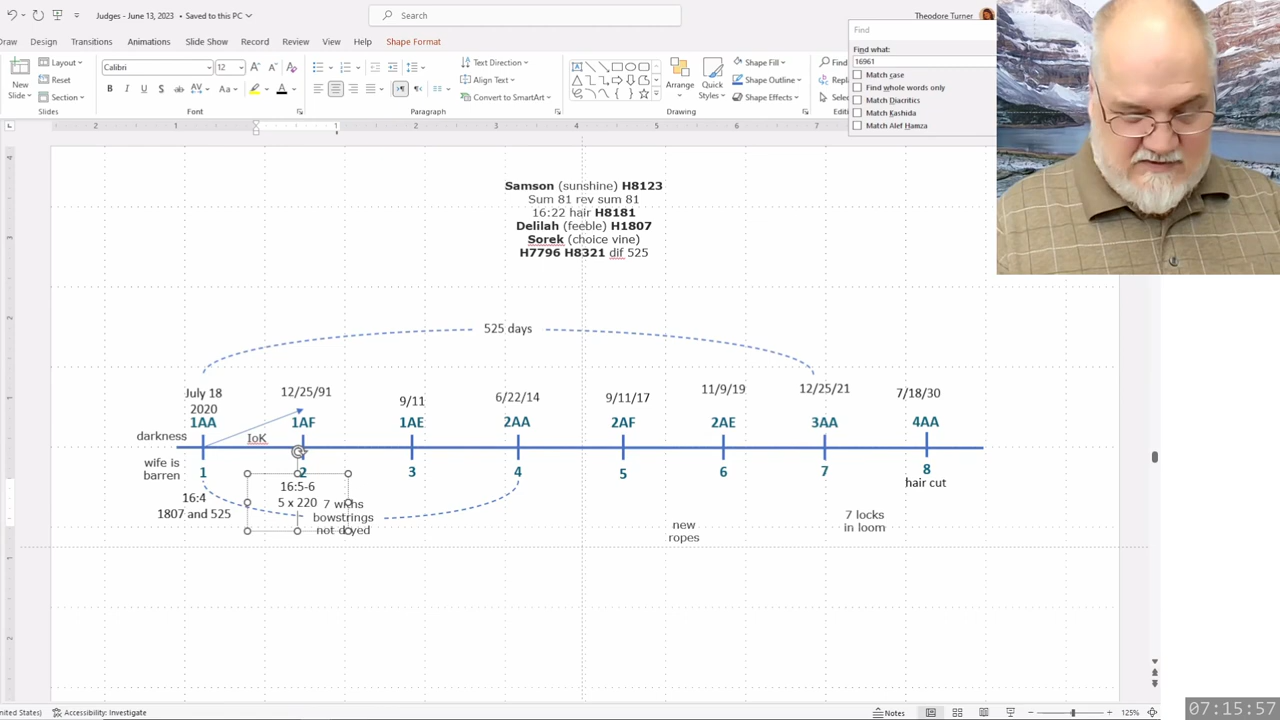 Judges - June 13, 2023 • Saved to this PC
Search
Theodore Turner
Draw Design Transitions Animations Slide Show Record Review View Help Shape Format
New Slides
Layout
Reset
Section
Slides
Calibri 12
Paragraph
Text Direction
Align Text
Convert to SmartArt
Arrange
Quick Styles
Shape Fill
Shape Outline
Shape Effects
Drawing
Find
Find what:
16961
Match case
Find whole words only
Match Diacritics
Match Kashida
Match Alef Hamza
Samson (sunshine) H8123
Sum 81 rev sum 81
16:22 hair H8181
Delilah (feeble) H1807
Sorek (choice vine)
H7796 H8321 dif 525
525 days
July 18 2020
12/25/91
9/11
6/22/14
9/11/17
11/9/19
12/25/21
7/18/30
1AA 1AF 1AE 2AA 2AF 2AE 3AA 4AA
darkness
IoK
wife is barren
1 2 3 4 5 6 7 8
hair cut
16:4
1807 and 525
16:5-6
5 x 220
7 withs
bowstrings
not dryed
new ropes
7 locks in loom
Accessibility: Investigate
Notes
125%
07:15:57